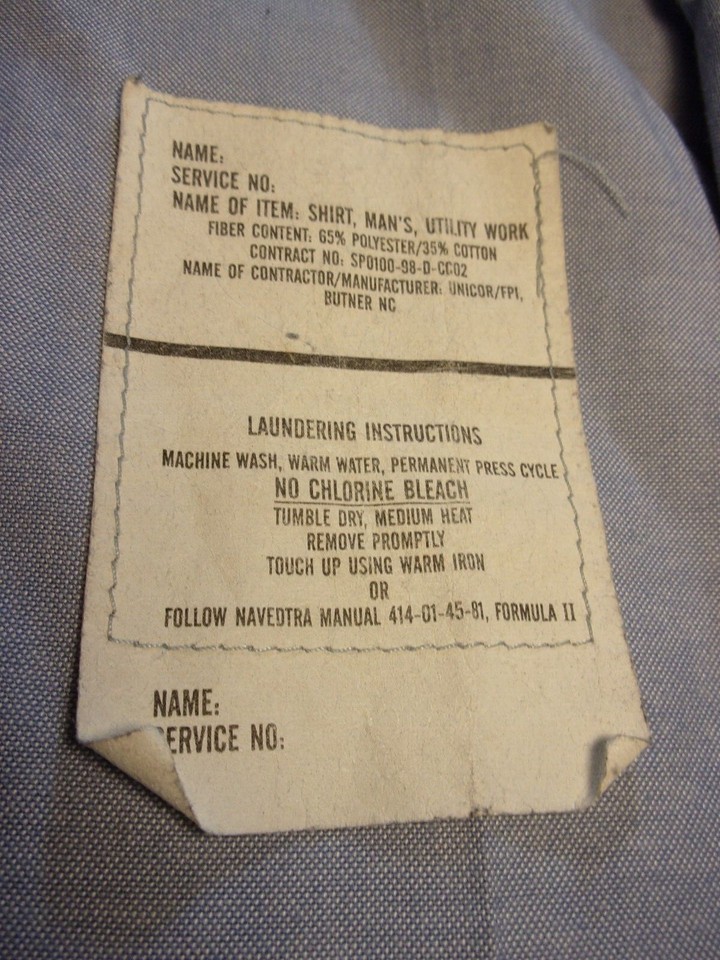 NAME:
SERVICE NO:
NAME OF ITEM: SHIRT, MAN'S, UTILITY WORK
FIBER CONTENT: 65% POLYESTER/35% COTTON
CONTRACT NO: SP0100-98-D-CC02
NAME OF CONTRACTOR/MANUFACTURER: UNICOR/FPI,
BUTNER NC
LAUNDERING INSTRUCTIONS
MACHINE WASH, WARM WATER, PERMANENT PRESS CYCLE
NO CHLORINE BLEACH
TUMBLE DRY, MEDIUM HEAT
REMOVE PROMPTLY
TOUCH UP USING WARM IRON
OR
FOLLOW NAVEDTRA MANUAL 414-01-45-81, FORMULA II
NAME:
SERVICE NO: